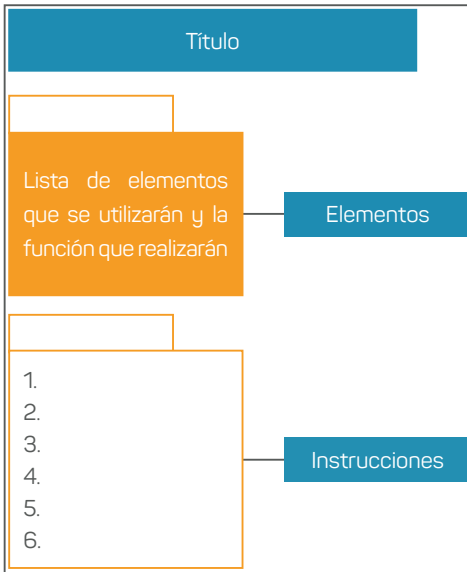 Título
Lista de elementos
que se utilizarán y la
función que realizarán
Elementos
1.
2.
3.
4.
5.
6.
Instrucciones